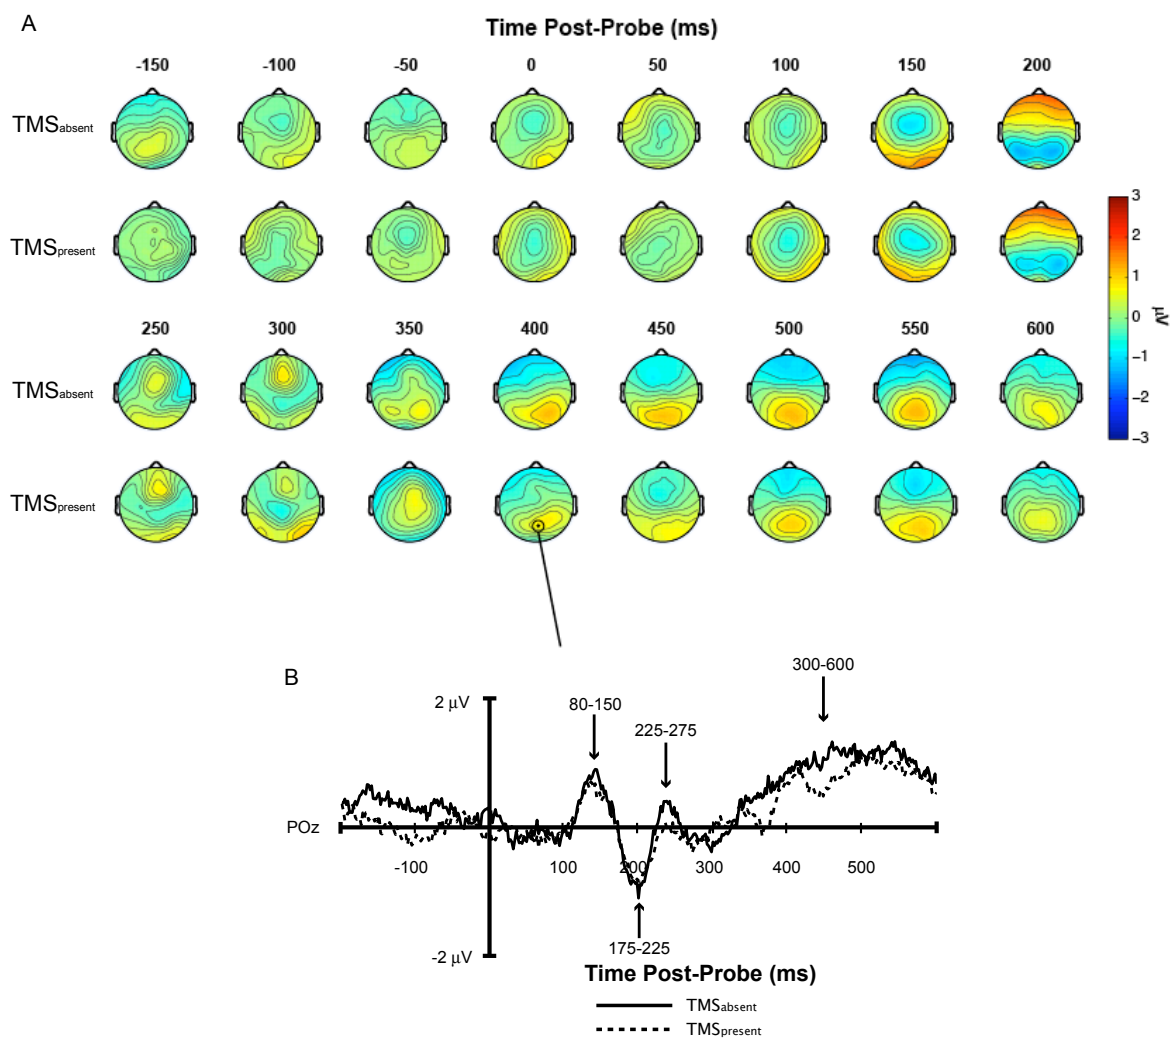 A
Time Post-Probe (ms)
-150 -100 -50 0 50 100 150 200
TMSabsent
TMSpresent
3
2
1
0
−1
−2
−3
µV
250 300 350 400 450 500 550 600
TMSabsent
TMSpresent
B
300-600
2 µV
80-150
225-275
POz
-100 100 200 300 400 500
175-225
-2 µV
Time Post-Probe (ms)
TMSabsent
TMSpresent